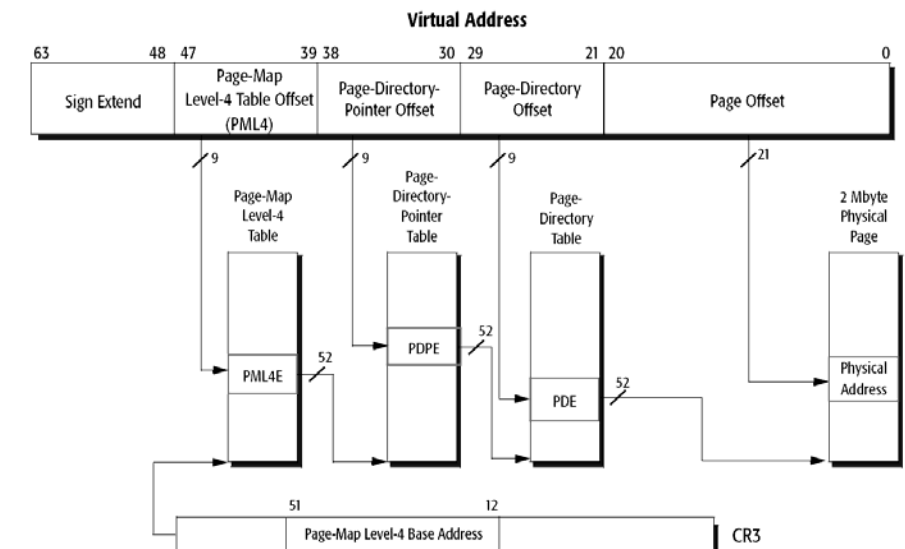 Virtual Address
63 48 47 39 38 30 29 21 20 0
Sign Extend
Page-Map
Level-4 Table Offset
(PML4)
Page-Directory-
Pointer Offset
Page-Directory
Offset
Page Offset
9 9 9 21
Page-Map
Level-4
Table
Page-
Directory-
Pointer
Table
Page-
Directory
Table
2 Mbyte
Physical
Page
PML4E
52
PDPE
52
PDE
52
Physical
Address
51 12
Page-Map Level-4 Base Address
CR3